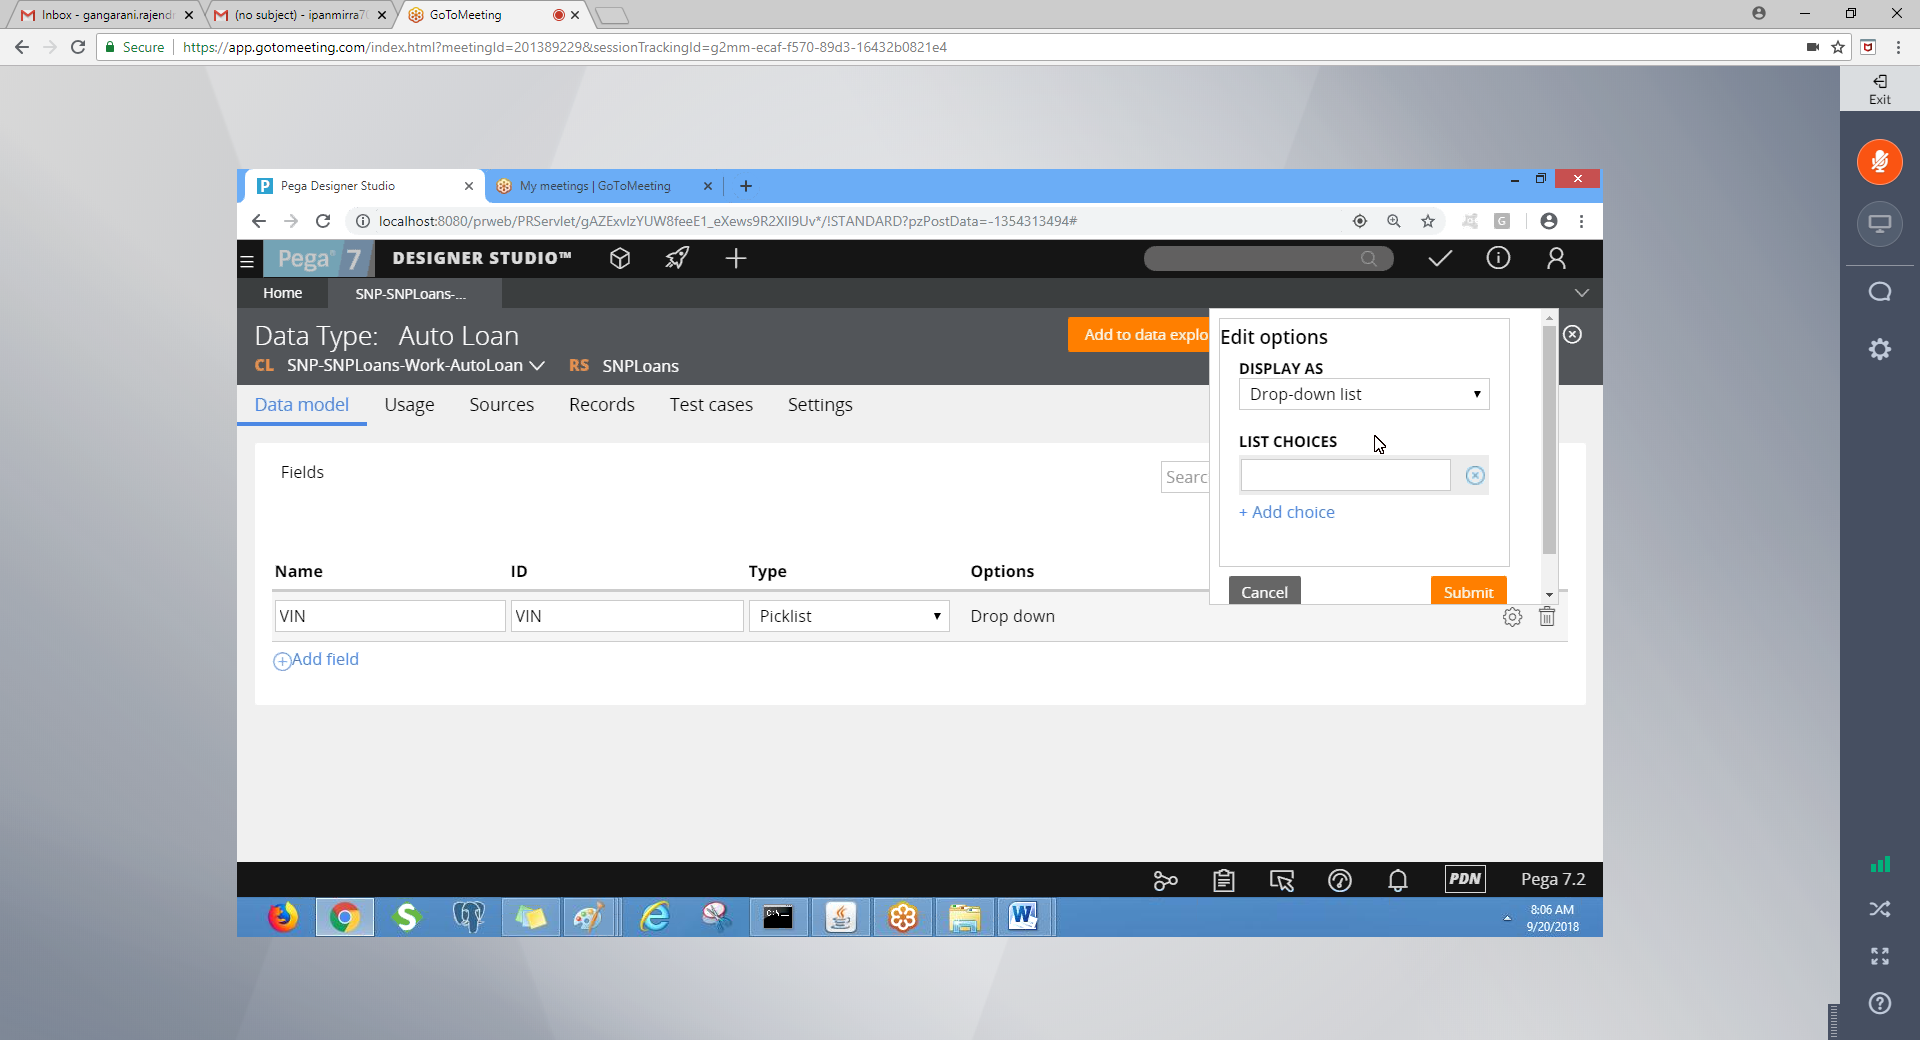 Inbox - gangarani.rajend
(no subject) - ipanmirra7
GoToMeeting
Secure
https://app.gotomeeting.com/index.html?meetingId=201389229&sessionTrackingId=g2mm-ecaf-f570-89d3-16432b0821e4
Exit
Pega Designer Studio
My meetings | GoToMeeting
localhost:8080/prweb/PRServlet/gAZExvIzYUW8feeE1_eXews9R2XII9Uv*/!STANDARD?pzPostData=-1354313494#
Pega 7
DESIGNER STUDIO™
Home
SNP-SNPLoans-...
Data Type: Auto Loan
Add to data explo
CL SNP-SNPLoans-Work-AutoLoan
RS SNPLoans
Edit options
DISPLAY AS
Drop-down list
LIST CHOICES
+ Add choice
Cancel
Submit
Data model
Usage
Sources
Records
Test cases
Settings
Fields
Searc
Name
ID
Type
Options
VIN
VIN
Picklist
Drop down
Add field
PDN
Pega 7.2
8:06 AM
9/20/2018